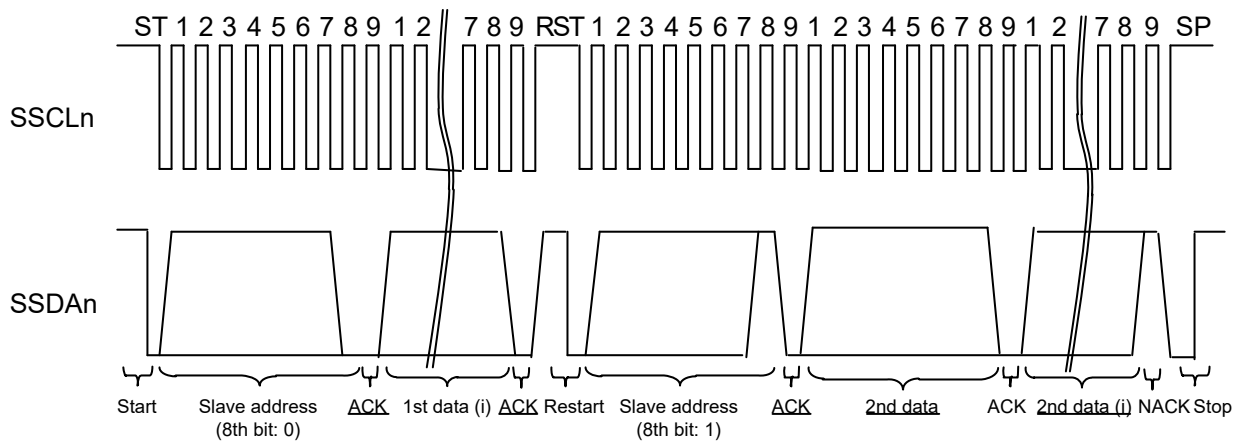 ST 1 2 3 4 5 6 7 8 9 1 2 7 8 9 RST 1 2 3 4 5 6 7 8 9 1 2 3 4 5 6 7 8 9 1 2 7 8 9 SP
SSCLn
SSDAn
Start Slave address ACK 1st data (i) ACK Restart Slave address ACK 2nd data ACK 2nd data (i) NACK Stop
(8th bit: 0) (8th bit: 1)